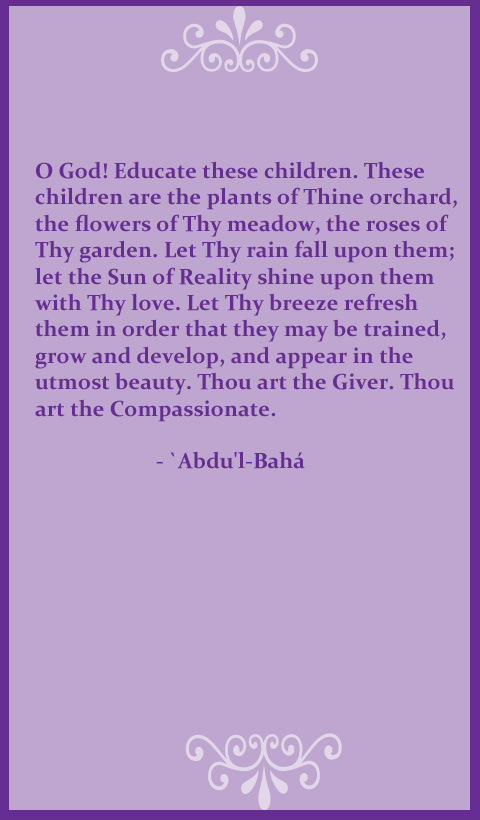 O God! Educate these children. These
children are the plants of Thine orchard,
the flowers of Thy meadow, the roses of
Thy garden. Let Thy rain fall upon them;
let the Sun of Reality shine upon them
with Thy love. Let Thy breeze refresh
them in order that they may be trained,
grow and develop, and appear in the
utmost beauty. Thou art the Giver. Thou
art the Compassionate.
- `Abdu'l-Bahá